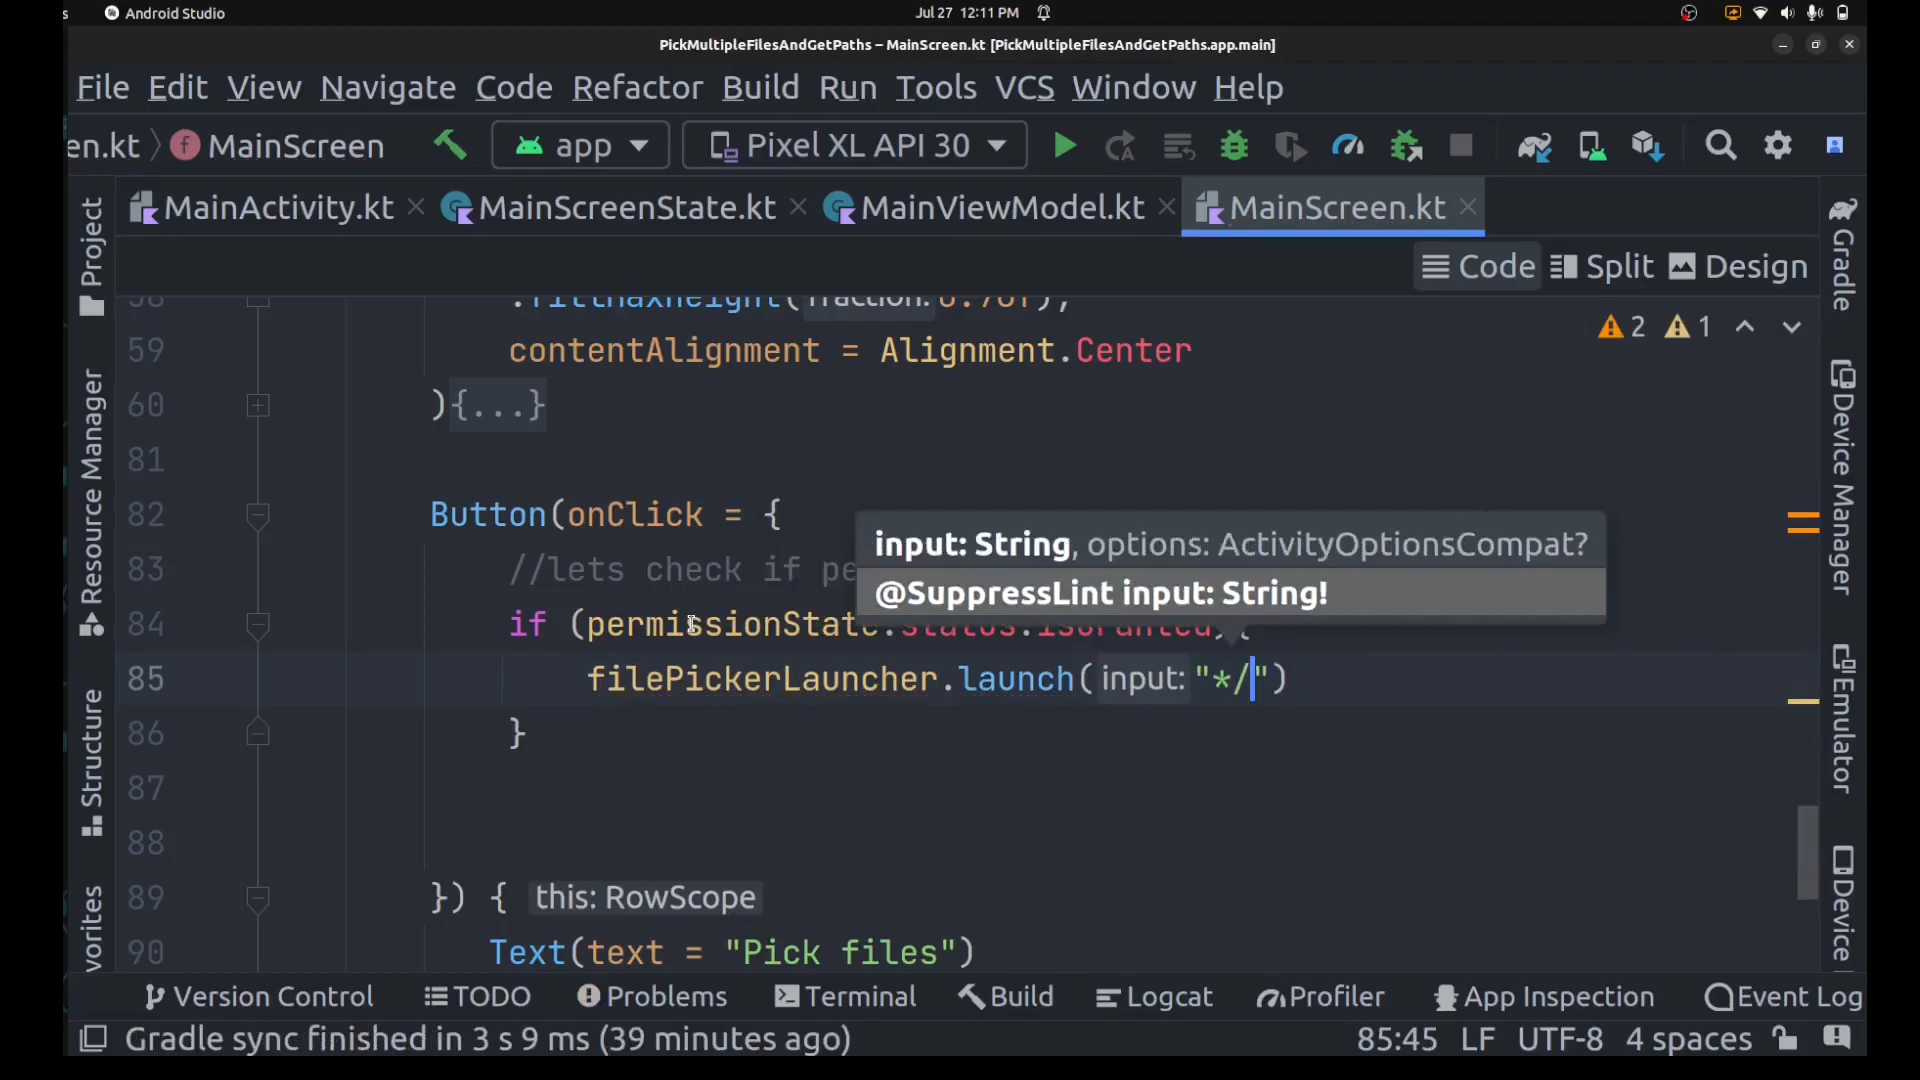 s Android Studio Jul 27 12:11 PM
PickMultipleFilesAndGetPaths – MainScreen.kt [PickMultipleFilesAndGetPaths.app.main]
File Edit View Navigate Code Refactor Build Run Tools VCS Window Help
en.kt MainScreen app Pixel XL API 30
MainActivity.kt MainScreenState.kt MainViewModel.kt MainScreen.kt
Code Split Design
Project
Resource Manager
Structure
vorites
Gradle
Device Manager
Emulator
Device
2 1
59 contentAlignment = Alignment.Center
60 ){...}
81
82 Button(onClick = {
input: String, options: ActivityOptionsCompat?
83 //lets check if pe
@SuppressLint input: String!
84 if (permissionState.status.isGranted){
85 filePickerLauncher.launch( input: "*/")
86 }
87
88
89 }) { this: RowScope
90 Text(text = "Pick files")
Version Control TODO Problems Terminal Build Logcat Profiler App Inspection Event Log
Gradle sync finished in 3 s 9 ms (39 minutes ago) 85:45 LF UTF-8 4 spaces